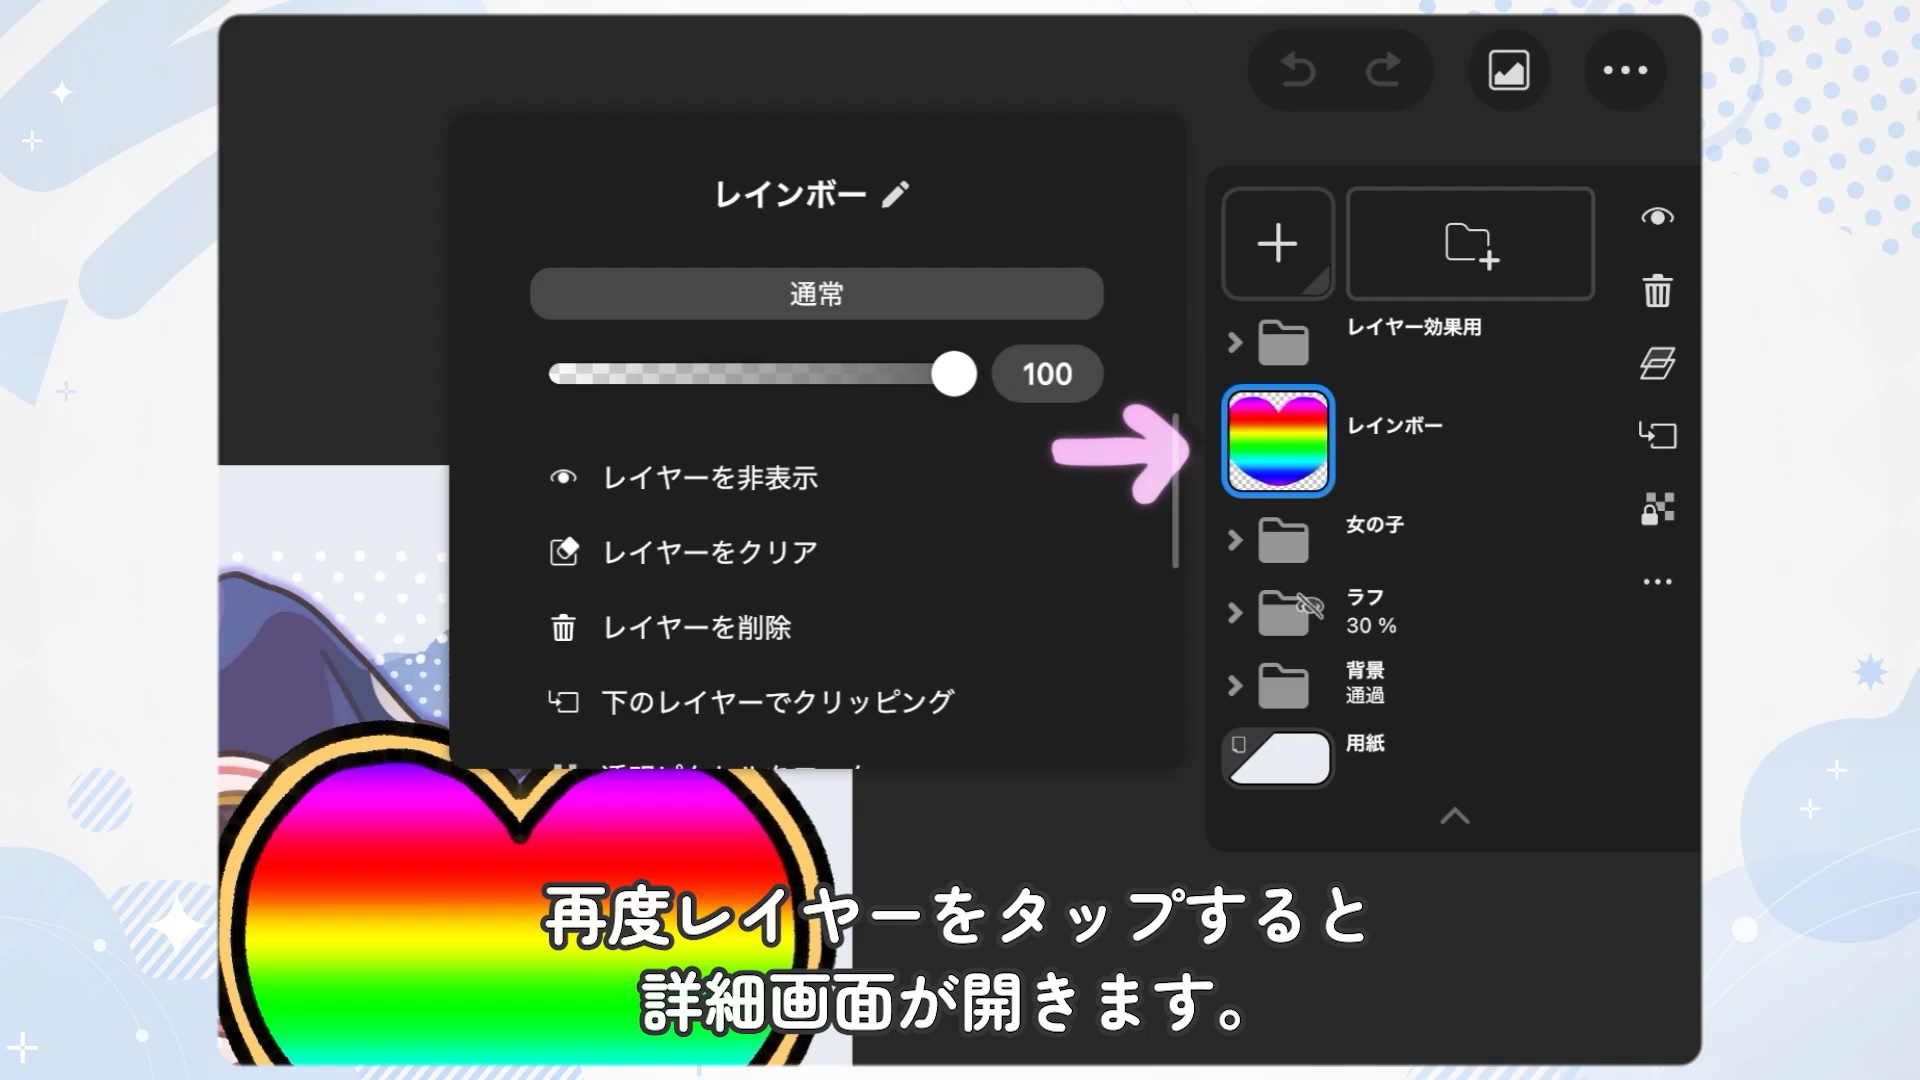 レインボー
通常
100
レイヤーを非表示
レイヤーをクリア
レイヤーを削除
下のレイヤーでクリッピング
レイヤー効果用
レインボー
女の子
ラフ
30 %
背景
通過
用紙
再度レイヤーをタップすると
詳細画面が開きます。